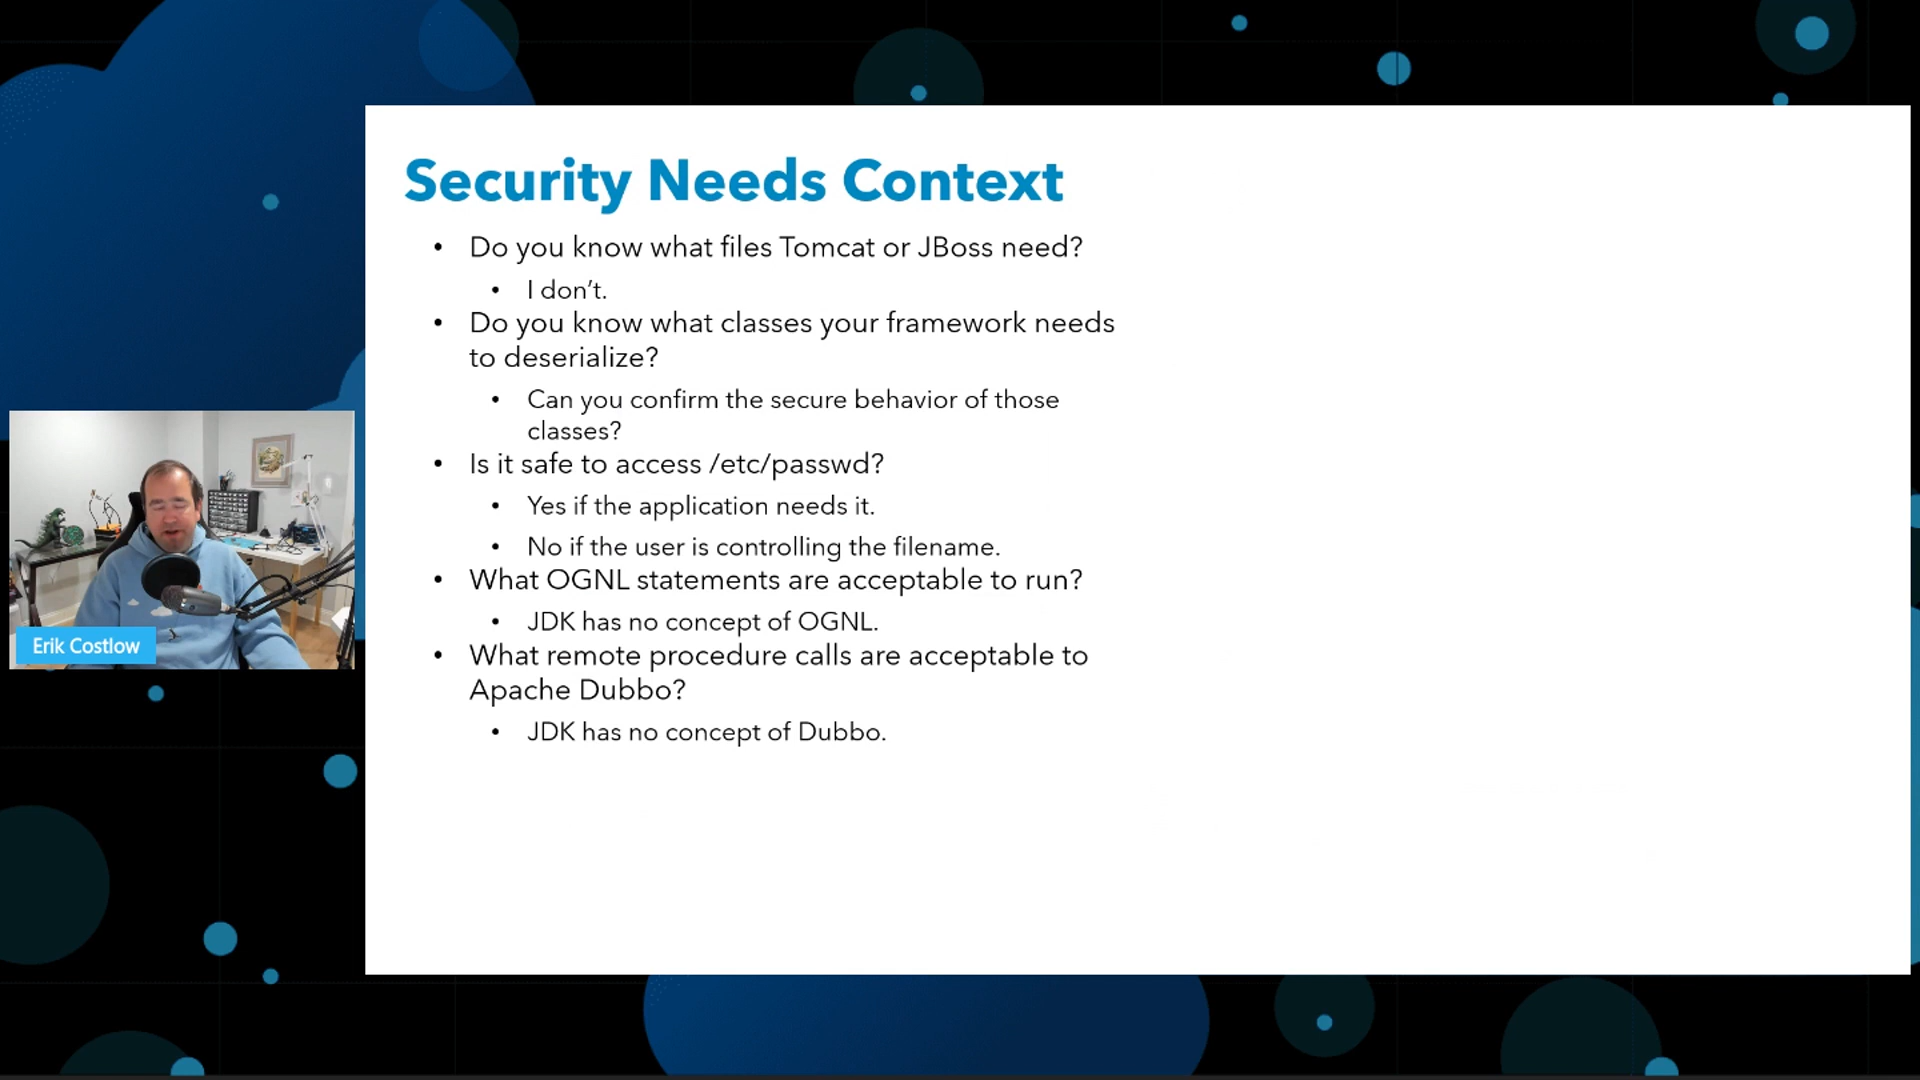 Security Needs Context
• Do you know what files Tomcat or JBoss need?
• I don’t.
• Do you know what classes your framework needs
to deserialize?
• Can you confirm the secure behavior of those
classes?
• Is it safe to access /etc/passwd?
• Yes if the application needs it.
• No if the user is controlling the filename.
• What OGNL statements are acceptable to run?
• JDK has no concept of OGNL.
• What remote procedure calls are acceptable to
Apache Dubbo?
• JDK has no concept of Dubbo.
Erik Costlow